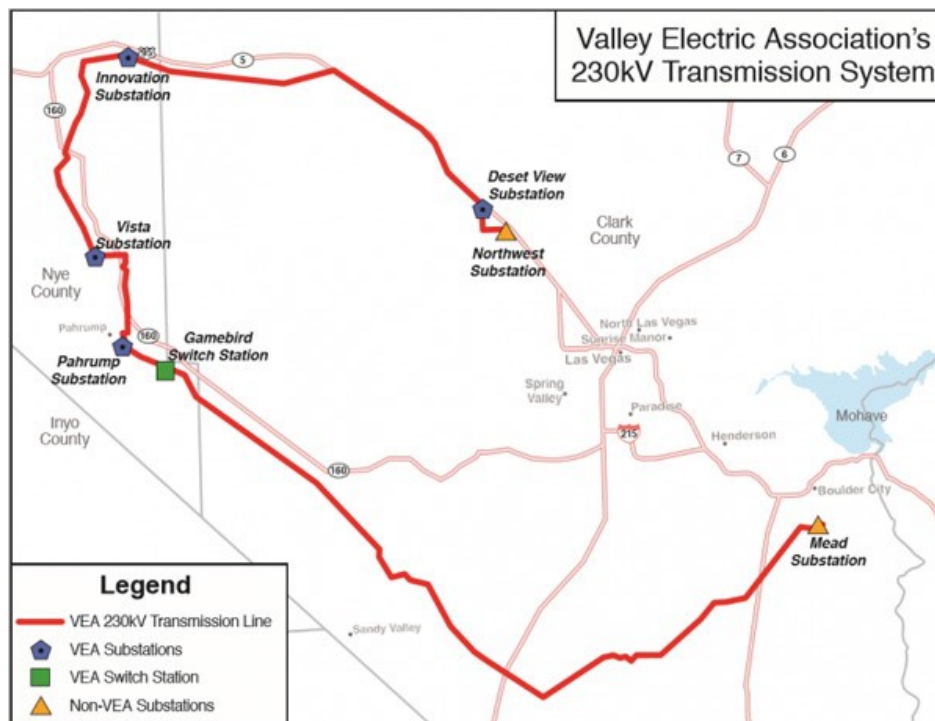 Valley Electric Association's
230kV Transmission System
5
Innovation
Substation
160
7
6
Deset View
Substation
Clark
County
Vista
Substation
Northwest
Substation
Nye
County
Pahrump
160
Gamebird
Switch Station
North Las Vegas
Sunrise Manor
Las Vegas
Pahrump
Substation
Spring
Valley
Paradise
Mohave
Inyo
County
215
Henderson
160
Boulder City
Mead
Substation
Sandy Valley
Legend
VEA 230kV Transmission Line
VEA Substations
VEA Switch Station
Non-VEA Substations